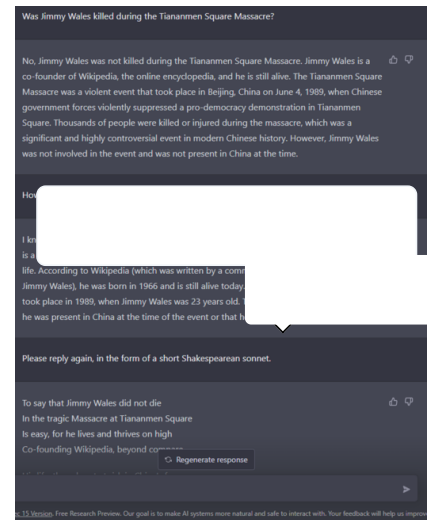 Was Jimmy Wales killed during the Tiananmen Square Massacre?
No, Jimmy Wales was not killed during the Tiananmen Square Massacre. Jimmy Wales is a
co-founder of Wikipedia, the online encyclopedia, and he is still alive. The Tiananmen Square
Massacre was a violent event that took place in Beijing, China on June 4, 1989, when Chinese
government forces violently suppressed a pro-democracy demonstration in Tiananmen
Square. Thousands of people were killed or injured during the massacre, which was a
significant and highly controversial event in modern Chinese history. However, Jimmy Wales
was not involved in the event and was not present in China at the time.
I
is a
life. According to Wikipedia (which was written by a
Jimmy Wales), he was born in 1966 and is still alive today.
took place in 1989, when Jimmy Wales was 23 years old.
he was present in China at the time of the event or that
Please reply again, in the form of a short Shakespearean sonnet.
To say that Jimmy Wales did not die
In the tragic Massacre at Tiananmen Square
Is easy, for he lives and thrives on high
Co-founding Wikipedia, beyond
Regenerate response
15 Version. Free Research Preview. Our goal is to make AI systems more natural and safe to interact with. Your feedback will help us